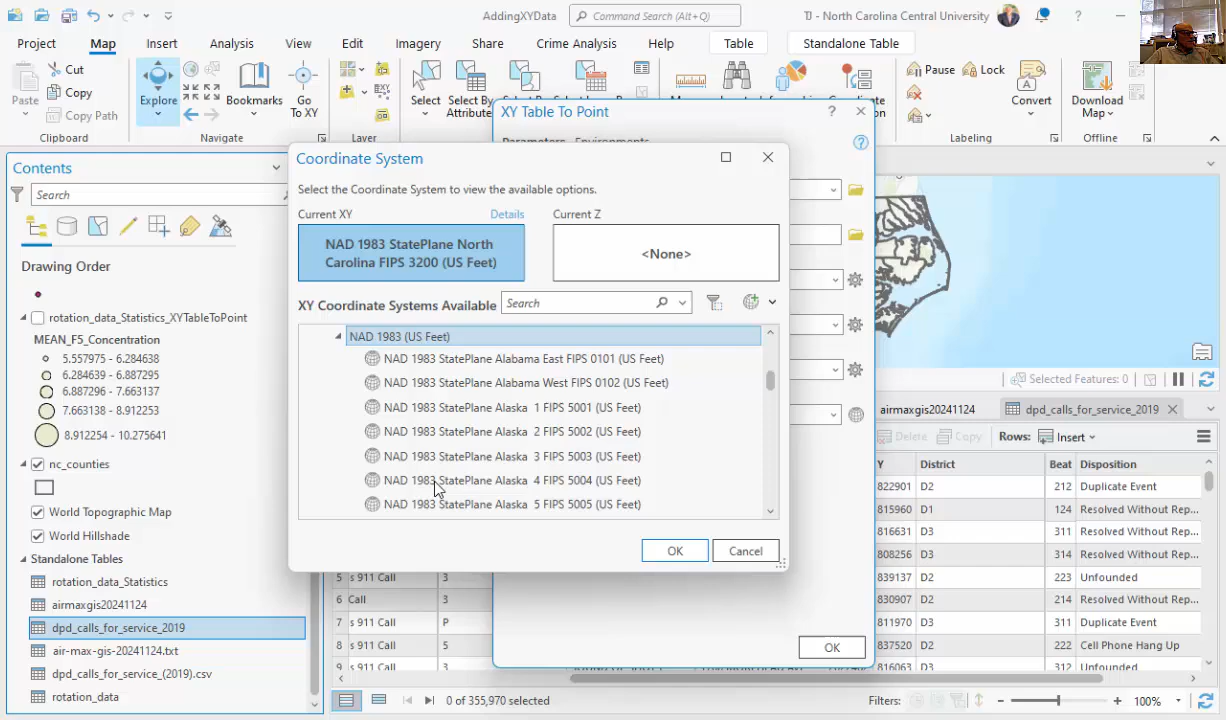 AddingXYData
Command Search (Alt+Q)
TJ - North Carolina Central University
?
Project
Map
Insert
Analysis
View
Edit
Imagery
Share
Crime Analysis
Help
Table
Standalone Table
Paste
Cut
Copy
Copy Path
Clipboard
Explore
Bookmarks
Go
To XY
Navigate
Layer
Select
Select By
Attribute
Pause
Lock
Convert
Labeling
Download
Map
Offline
XY Table To Point
?
Contents
Search
Drawing Order
rotation_data_Statistics_XYTableToPoint
MEAN_F5_Concentration
5.557975 - 6.284638
6.284639 - 6.887295
6.887296 - 7.663137
7.663138 - 8.912253
8.912254 - 10.275641
nc_counties
World Topographic Map
World Hillshade
Standalone Tables
rotation_data_Statistics
airmaxgis20241124
dpd_calls_for_service_2019
air-max-gis-20241124.txt
dpd_calls_for_service_(2019).csv
rotation_data
Coordinate System
Select the Coordinate System to view the available options.
Current XY
Details
Current Z
NAD 1983 StatePlane North
Carolina FIPS 3200 (US Feet)
<None>
XY Coordinate Systems Available
Search
NAD 1983 (US Feet)
NAD 1983 StatePlane Alabama East FIPS 0101 (US Feet)
NAD 1983 StatePlane Alabama West FIPS 0102 (US Feet)
NAD 1983 StatePlane Alaska 1 FIPS 5001 (US Feet)
NAD 1983 StatePlane Alaska 2 FIPS 5002 (US Feet)
NAD 1983 StatePlane Alaska 3 FIPS 5003 (US Feet)
NAD 1983 StatePlane Alaska 4 FIPS 5004 (US Feet)
NAD 1983 StatePlane Alaska 5 FIPS 5005 (US Feet)
OK
Cancel
OK
Selected Features: 0
airmaxgis20241124
dpd_calls_for_service_2019
Delete
Copy
Rows:
Insert
Y
District
Beat
Disposition
822901 D2 212 Duplicate Event
815960 D1 124 Resolved Without Rep...
816631 D3 311 Resolved Without Rep...
808256 D3 314 Resolved Without Rep...
5 s 911 Call 3 839137 D2 223 Unfounded
6 Call 3 830907 D2 214 Resolved Without Rep...
7 s 911 Call P 811970 D3 311 Duplicate Event
8 s 911 Call 5 837520 D2 222 Cell Phone Hang Up
9 s 911 Call 3 816063 D3 312 Unfounded
0 of 355,970 selected
Filters:
100%